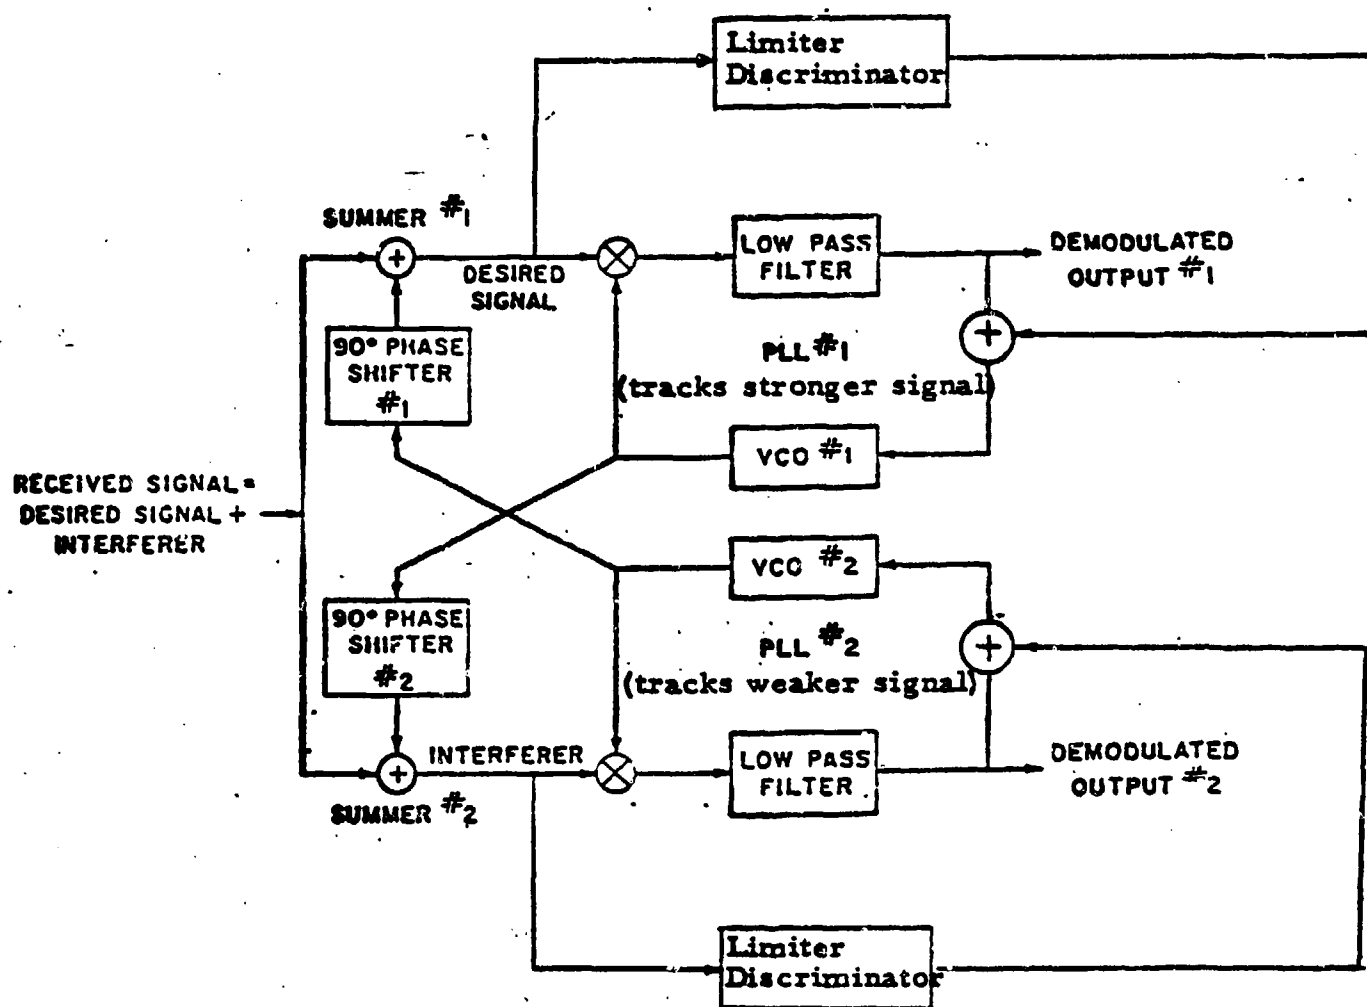 Limiter
Discriminator
SUMMER #1
DESIRED
SIGNAL
LOW PASS
FILTER
DEMODULATED
OUTPUT #1
90° PHASE
SHIFTER
#1
PLL #1
(tracks stronger signal)
VCO #1
RECEIVED SIGNAL =
DESIRED SIGNAL +
INTERFERER
VCO #2
90° PHASE
SHIFTER
#2
PLL #2
(tracks weaker signal)
INTERFERER
LOW PASS
FILTER
DEMODULATED
OUTPUT #2
SUMMER #2
Limiter
Discriminator